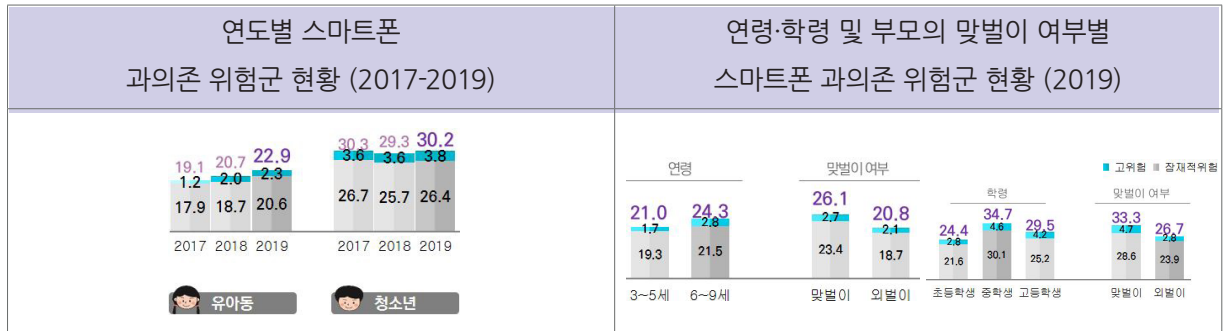 연도별 스마트폰
과의존 위험군 현황 (2017-2019)
연령·학령 및 부모의 맞벌이 여부별
스마트폰 과의존 위험군 현황 (2019)
19.1 20.7 22.9
1.2 2.0 2.3
17.9 18.7 20.6
2017 2018 2019
유아동
30.3 29.3 30.2
3.6 3.6 3.8
26.7 25.7 26.4
2017 2018 2019
청소년
연령
21.0 24.3
1.7 2.8
19.3 21.5
3~5세 6~9세
맞벌이 여부
26.1 20.8
2.7 2.1
23.4 18.7
맞벌이 외벌이
고위험 잠재적위험
학령
24.4 34.7 29.5
2.8 4.6 4.2
21.6 30.1 25.2
초등학생 중학생 고등학생
맞벌이 여부
33.3 26.7
4.7 2.8
28.6 23.9
맞벌이 외벌이